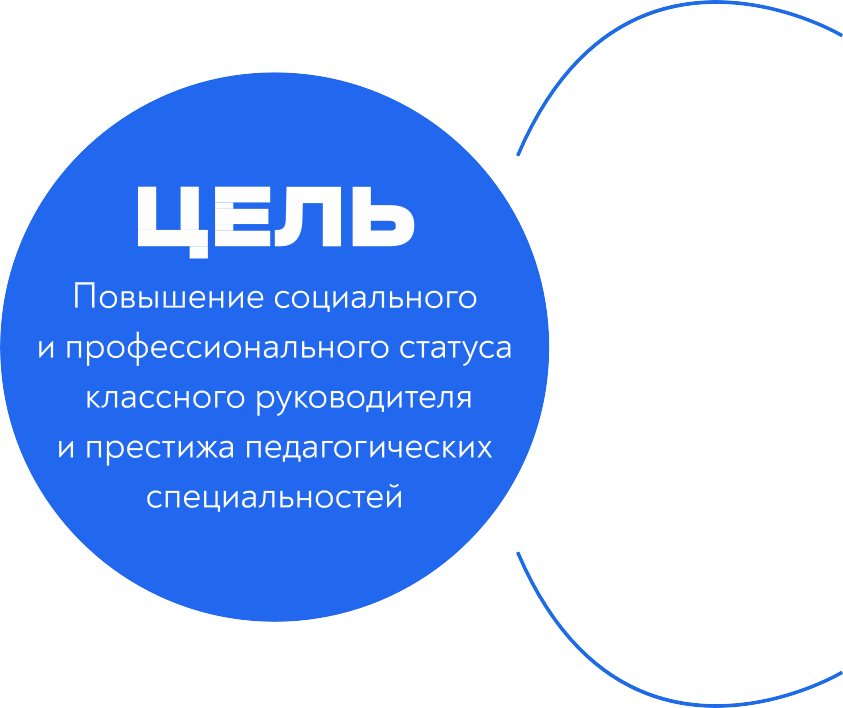 ЦЕЛЬ
Повышение социального
и профессионального статуса
классного руководителя
и престижа педагогических
специальностей